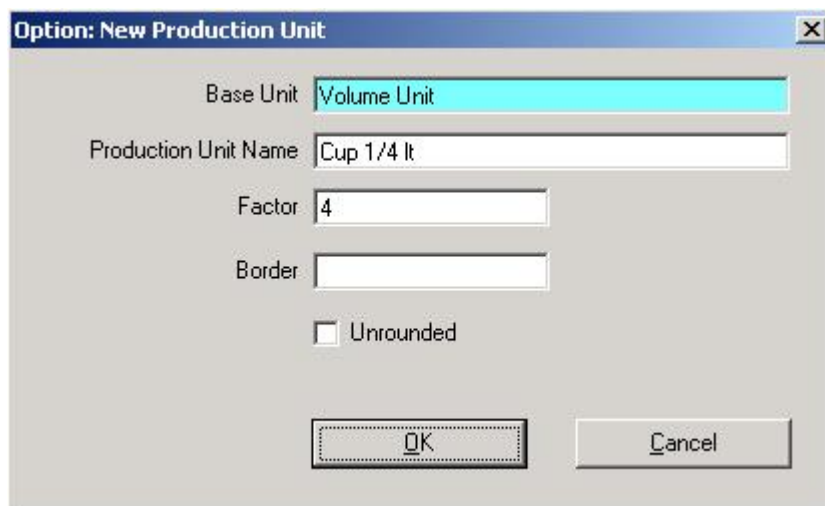 Option: New Production Unit
Base Unit Volume Unit
Production Unit Name Cup 1/4 lt
Factor 4
Border
Unrounded
OK Cancel